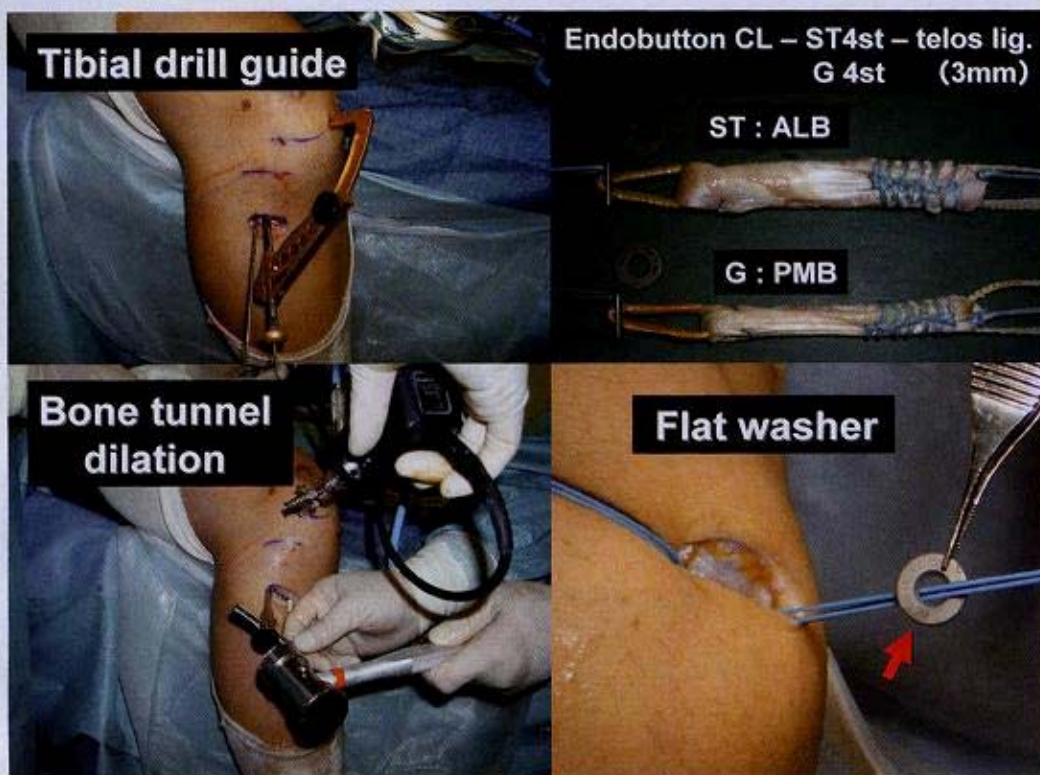 Tibial drill guide
Endobutton CL – ST4st – telos lig.
G 4st (3mm)
ST : ALB
G : PMB
Bone tunnel
dilation
Flat washer